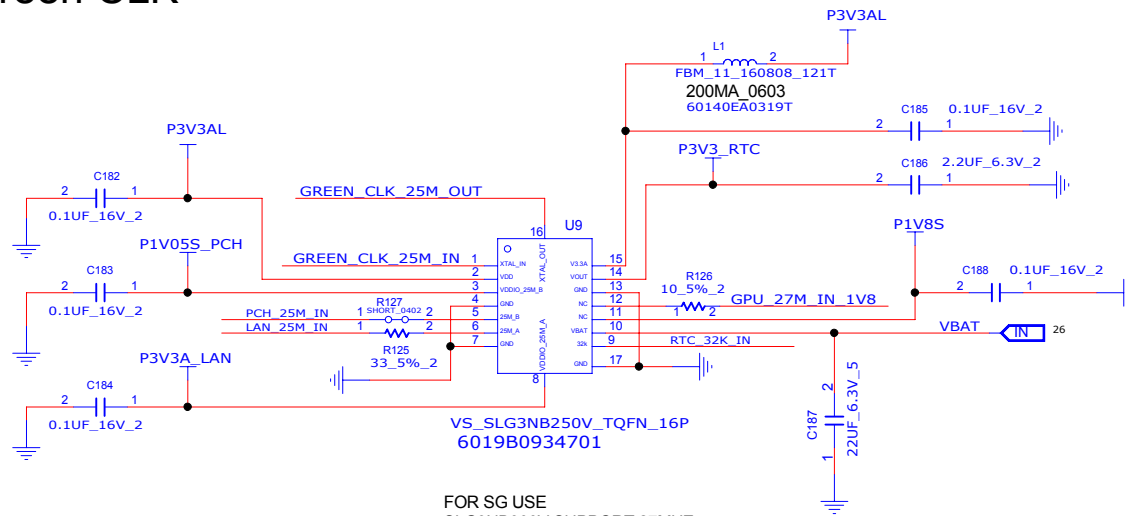 P3V3AL
L1
1 2
FBM_11_160808_121T
200MA_0603
60140EA0319T
C185 0.1UF_16V_2
2 1
P3V3AL
P3V3_RTC
C186 2.2UF_6.3V_2
2 1
C182
2 1
0.1UF_16V_2
GREEN_CLK_25M_OUT
16
U9
P1V8S
P1V05S_PCH
GREEN_CLK_25M_IN
1 XTAL_IN
XTAL_OUT
V3.3A 15
2 VDD
VOUT 14
3 VDDIO_25M_B
GND 13
4 GND
NC 12
5 25M_B
NC 11
6 25M_A
VBAT 10
7 GND
32k 9
GND 17
VDDIO_25M_A
8
C183
2 1
0.1UF_16V_2
R126
10_5%_2
1 2
GPU_27M_IN_1V8
C188 0.1UF_16V_2
2 1
PCH_25M_IN
R127
SHORT_0402
1 2
LAN_25M_IN
1 2
R125
33_5%_2
VBAT
IN
26
RTC_32K_IN
P3V3A_LAN
C184
2 1
0.1UF_16V_2
VS_SLG3NB250V_TQFN_16P
6019B0934701
2
C187
22UF_6.3V_5
1
FOR SG USE